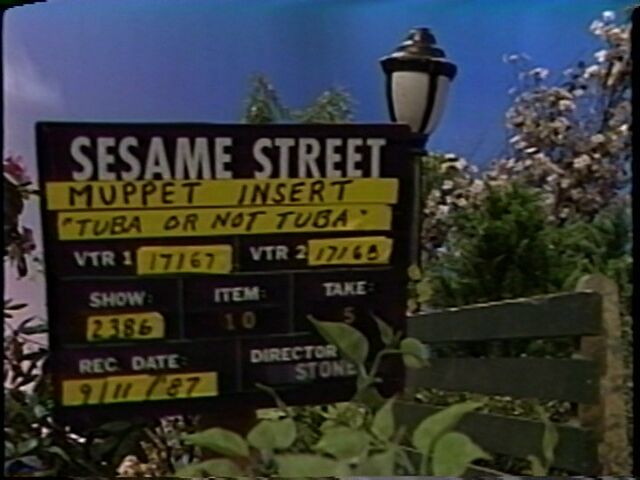 SESAME STREET
MUPPET INSERT
"TUBA OR NOT TUBA"
VTR 1 17167 VTR 2 17168
SHOW: ITEM: TAKE:
2386 10 5
REC DATE: DIRECTOR
9/11/'87 STONE